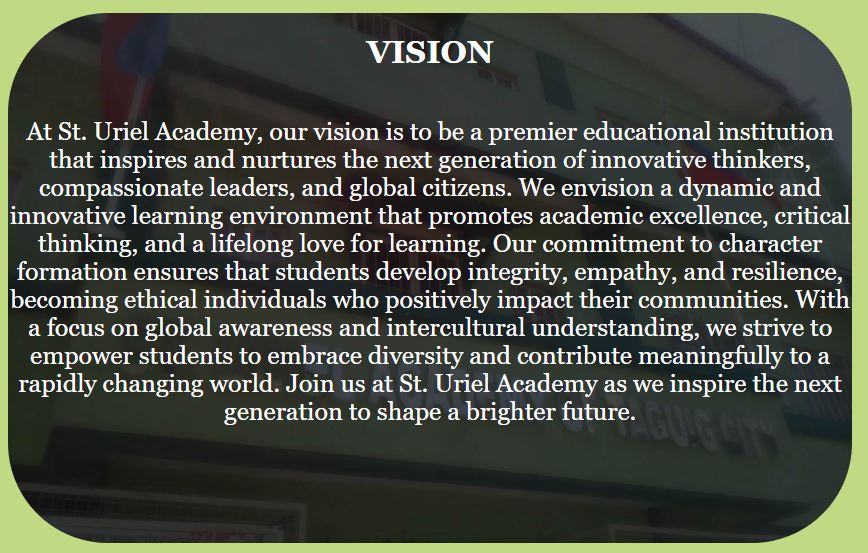 VISION
At St. Uriel Academy, our vision is to be a premier educational institution
that inspires and nurtures the next generation of innovative thinkers,
compassionate leaders, and global citizens. We envision a dynamic and
innovative learning environment that promotes academic excellence, critical
thinking, and a lifelong love for learning. Our commitment to character
formation ensures that students develop integrity, empathy, and resilience,
becoming ethical individuals who positively impact their communities. With
a focus on global awareness and intercultural understanding, we strive to
empower students to embrace diversity and contribute meaningfully to a
rapidly changing world. Join us at St. Uriel Academy as we inspire the next
generation to shape a brighter future.
ACADEMY OF TAGUIG CITY